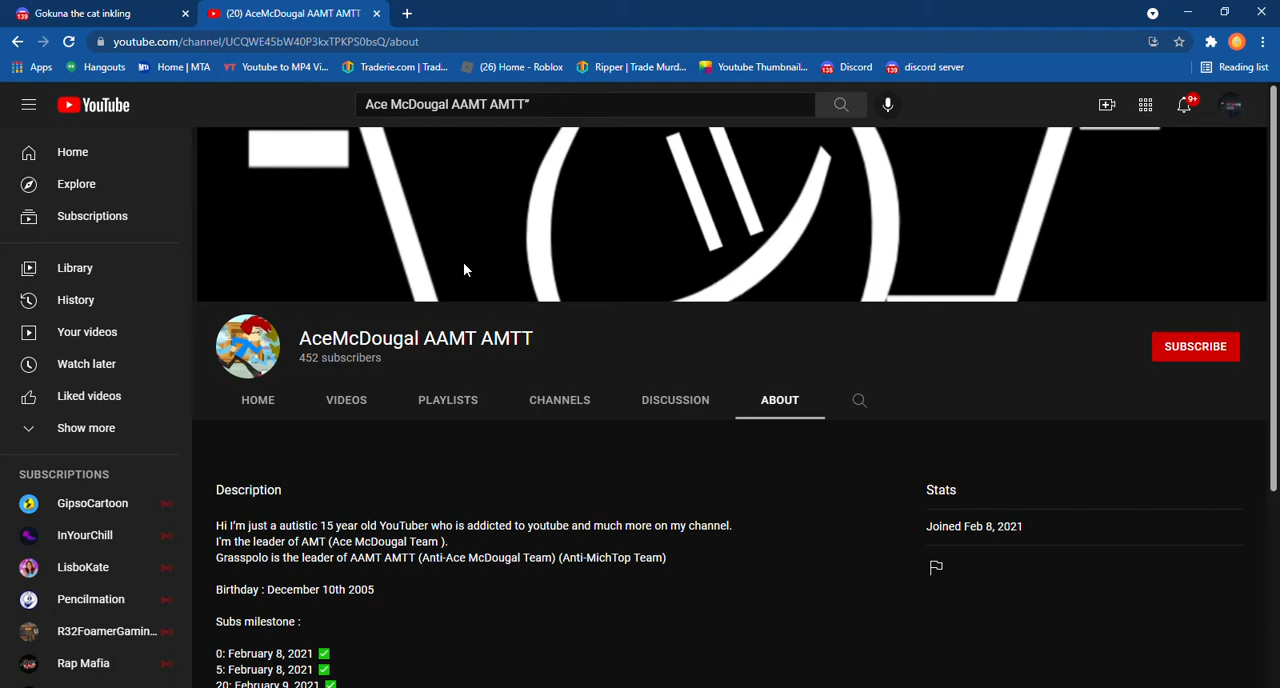 Gokuna the cat inkling
(20) AceMcDougal AAMT AMTT
youtube.com/channel/UCQWE45bW40P3kxTPKPS0bsQ/about
Apps
Hangouts
Home | MTA
Youtube to MP4 Vi...
Traderie.com | Trad...
(26) Home - Roblox
Ripper | Trade Murd...
Youtube Thumbnail...
Discord
discord server
Reading list
YouTube
Ace McDougal AAMT AMTT"
9+
Home
Explore
Subscriptions
Library
History
Your videos
Watch later
Liked videos
Show more
SUBSCRIPTIONS
GipsoCartoon
InYourChill
LisboKate
Pencilmation
R32FoamerGamin...
Rap Mafia
AceMcDougal AAMT AMTT
452 subscribers
SUBSCRIBE
HOME
VIDEOS
PLAYLISTS
CHANNELS
DISCUSSION
ABOUT
Description
Hi I'm just a autistic 15 year old YouTuber who is addicted to youtube and much more on my channel.
I'm the leader of AMT (Ace McDougal Team ).
Grasspolo is the leader of AAMT AMTT (Anti-Ace McDougal Team) (Anti-MichTop Team)
Birthday : December 10th 2005
Subs milestone :
0: February 8, 2021 ✅
5: February 8, 2021 ✅
20: February 9, 2021 ✅
Stats
Joined Feb 8, 2021